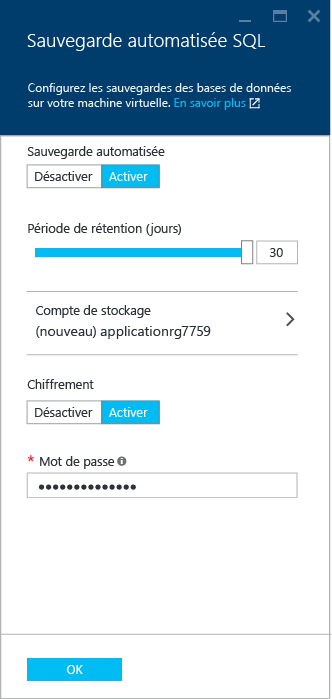 Sauvegarde automatisée SQL
Configurez les sauvegardes des bases de données
sur votre machine virtuelle. En savoir plus
Sauvegarde automatisée
Désactiver Activer
Période de rétention (jours)
30
Compte de stockage
(nouveau) applicationrg7759
Chiffrement
Désactiver Activer
* Mot de passe
••••••••••••••
OK